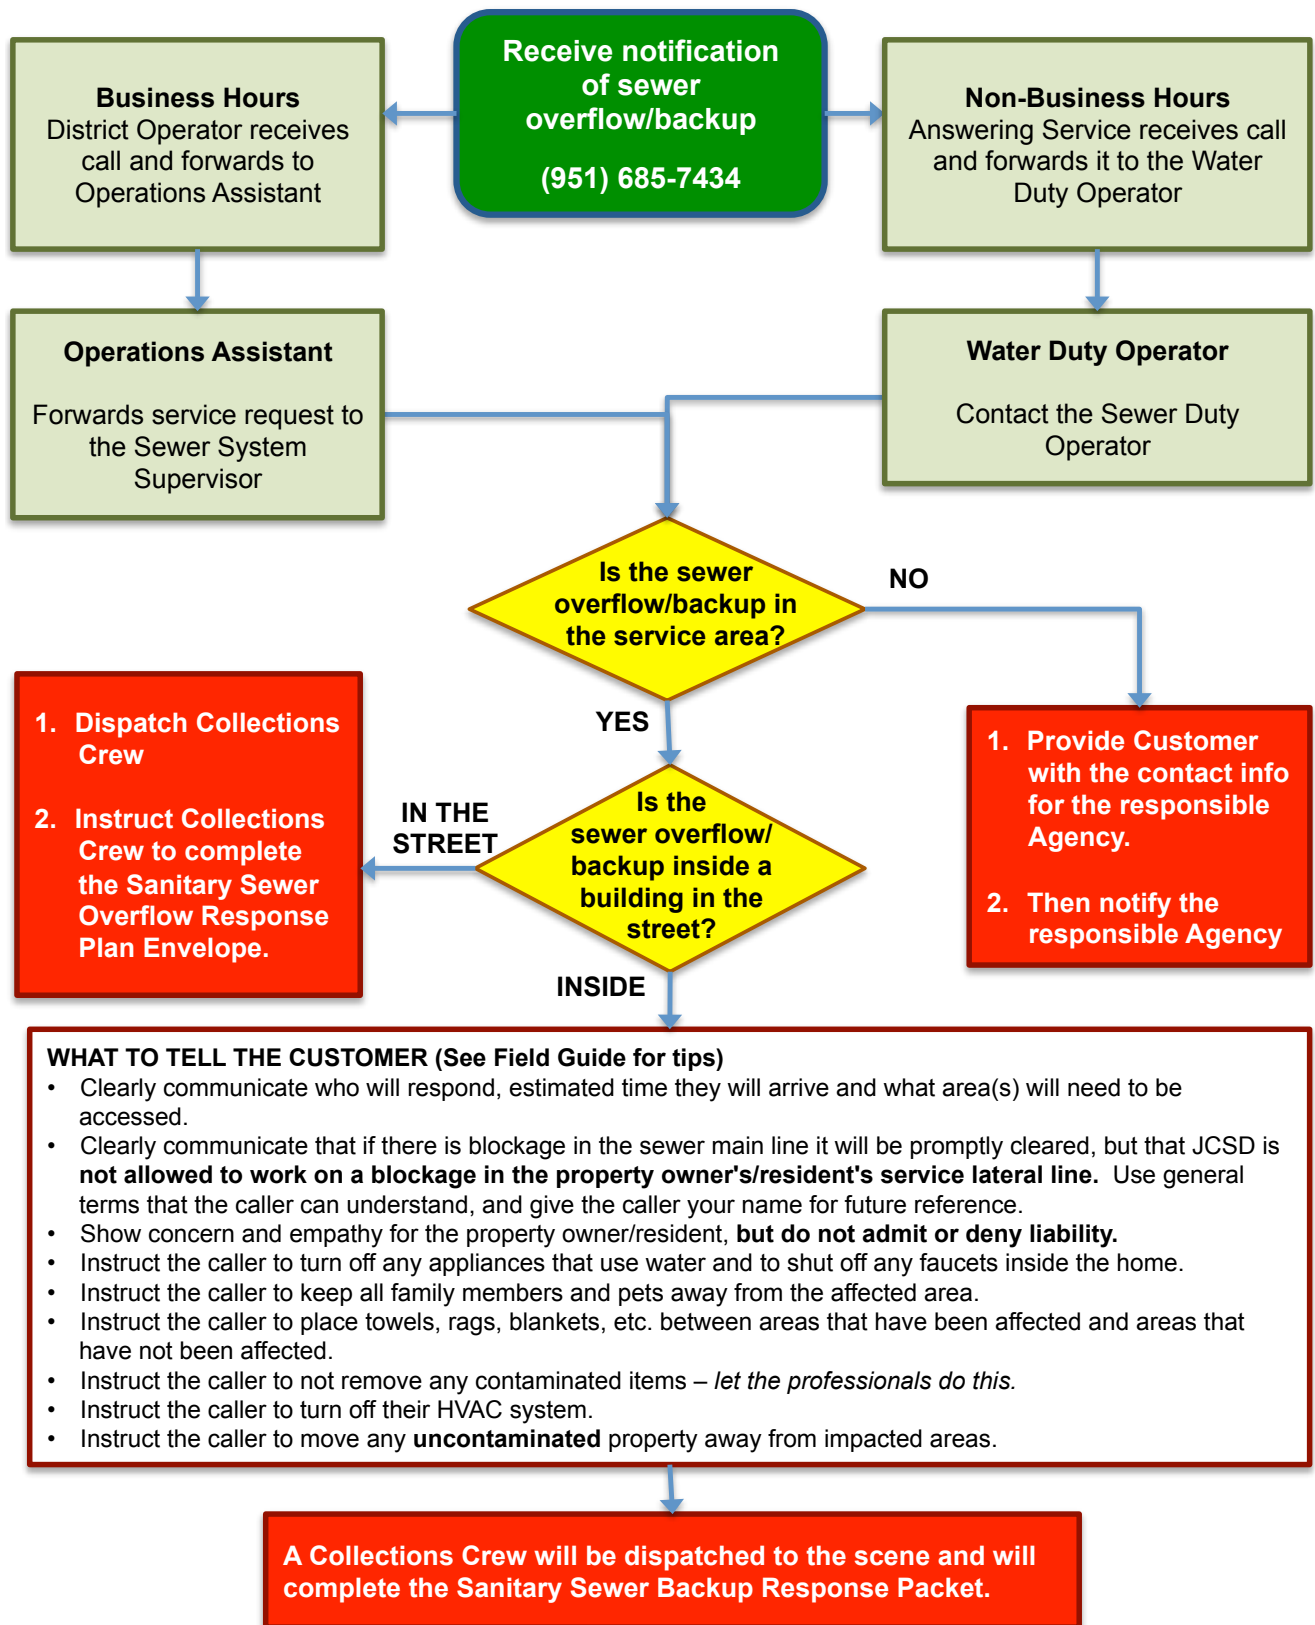 Receive notification
of sewer
overflow/backup
(951) 685-7434
Business Hours
District Operator receives
call and forwards to
Operations Assistant
Non-Business Hours
Answering Service receives call
and forwards it to the Water
Duty Operator
Operations Assistant
Forwards service request to
the Sewer System
Supervisor
Water Duty Operator
Contact the Sewer Duty
Operator
Is the sewer
overflow/backup in
the service area?
NO
YES
1. Provide Customer
with the contact info
for the responsible
Agency.
2. Then notify the
responsible Agency
Is the
sewer overflow/
backup inside a
building in the
street?
IN THE
STREET
1. Dispatch Collections
Crew
2. Instruct Collections
Crew to complete
the Sanitary Sewer
Overflow Response
Plan Envelope.
INSIDE
WHAT TO TELL THE CUSTOMER (See Field Guide for tips)
• Clearly communicate who will respond, estimated time they will arrive and what area(s) will need to be
accessed.
• Clearly communicate that if there is blockage in the sewer main line it will be promptly cleared, but that JCSD is
not allowed to work on a blockage in the property owner's/resident's service lateral line. Use general
terms that the caller can understand, and give the caller your name for future reference.
• Show concern and empathy for the property owner/resident, but do not admit or deny liability.
• Instruct the caller to turn off any appliances that use water and to shut off any faucets inside the home.
• Instruct the caller to keep all family members and pets away from the affected area.
• Instruct the caller to place towels, rags, blankets, etc. between areas that have been affected and areas that
have not been affected.
• Instruct the caller to not remove any contaminated items – let the professionals do this.
• Instruct the caller to turn off their HVAC system.
• Instruct the caller to move any uncontaminated property away from impacted areas.
A Collections Crew will be dispatched to the scene and will
complete the Sanitary Sewer Backup Response Packet.